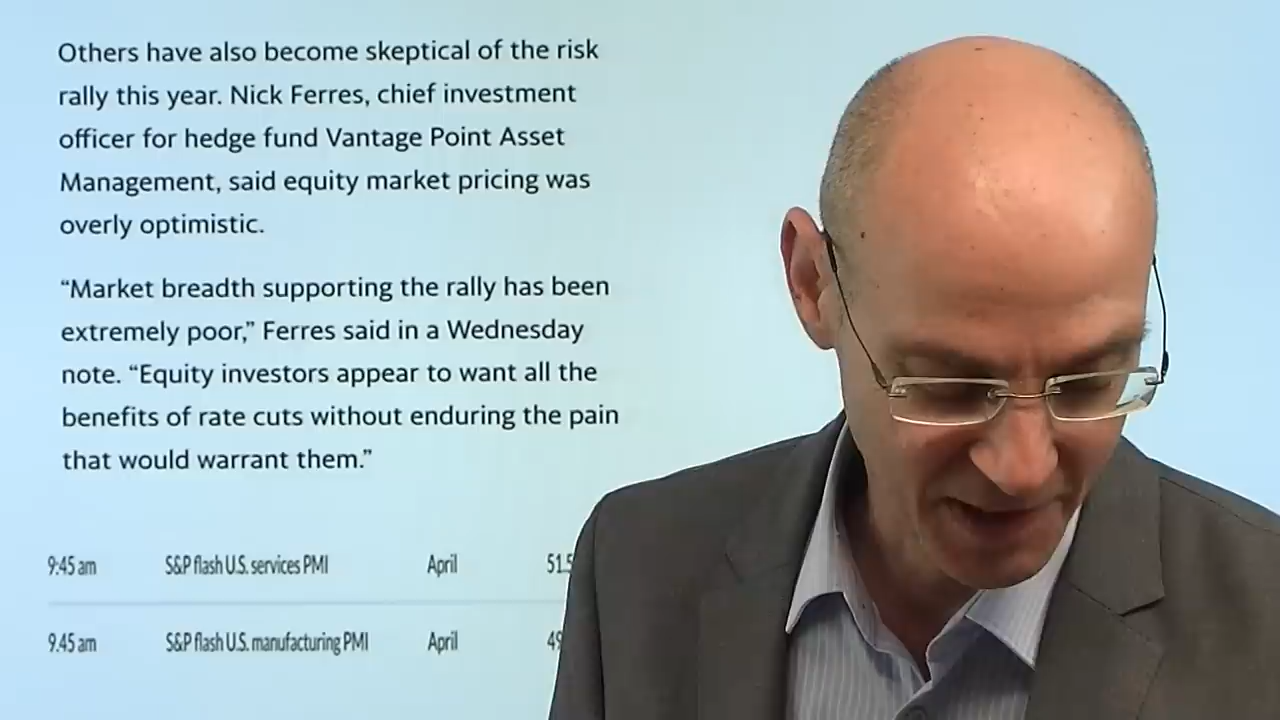 Others have also become skeptical of the risk
rally this year. Nick Ferres, chief investment
officer for hedge fund Vantage Point Asset
Management, said equity market pricing was
overly optimistic.
“Market breadth supporting the rally has been
extremely poor,” Ferres said in a Wednesday
note. “Equity investors appear to want all the
benefits of rate cuts without enduring the pain
that would warrant them.”
9:45 am S&P flash U.S. services PMI April
9.45 am S&P flash U.S. manufacturing PMI April